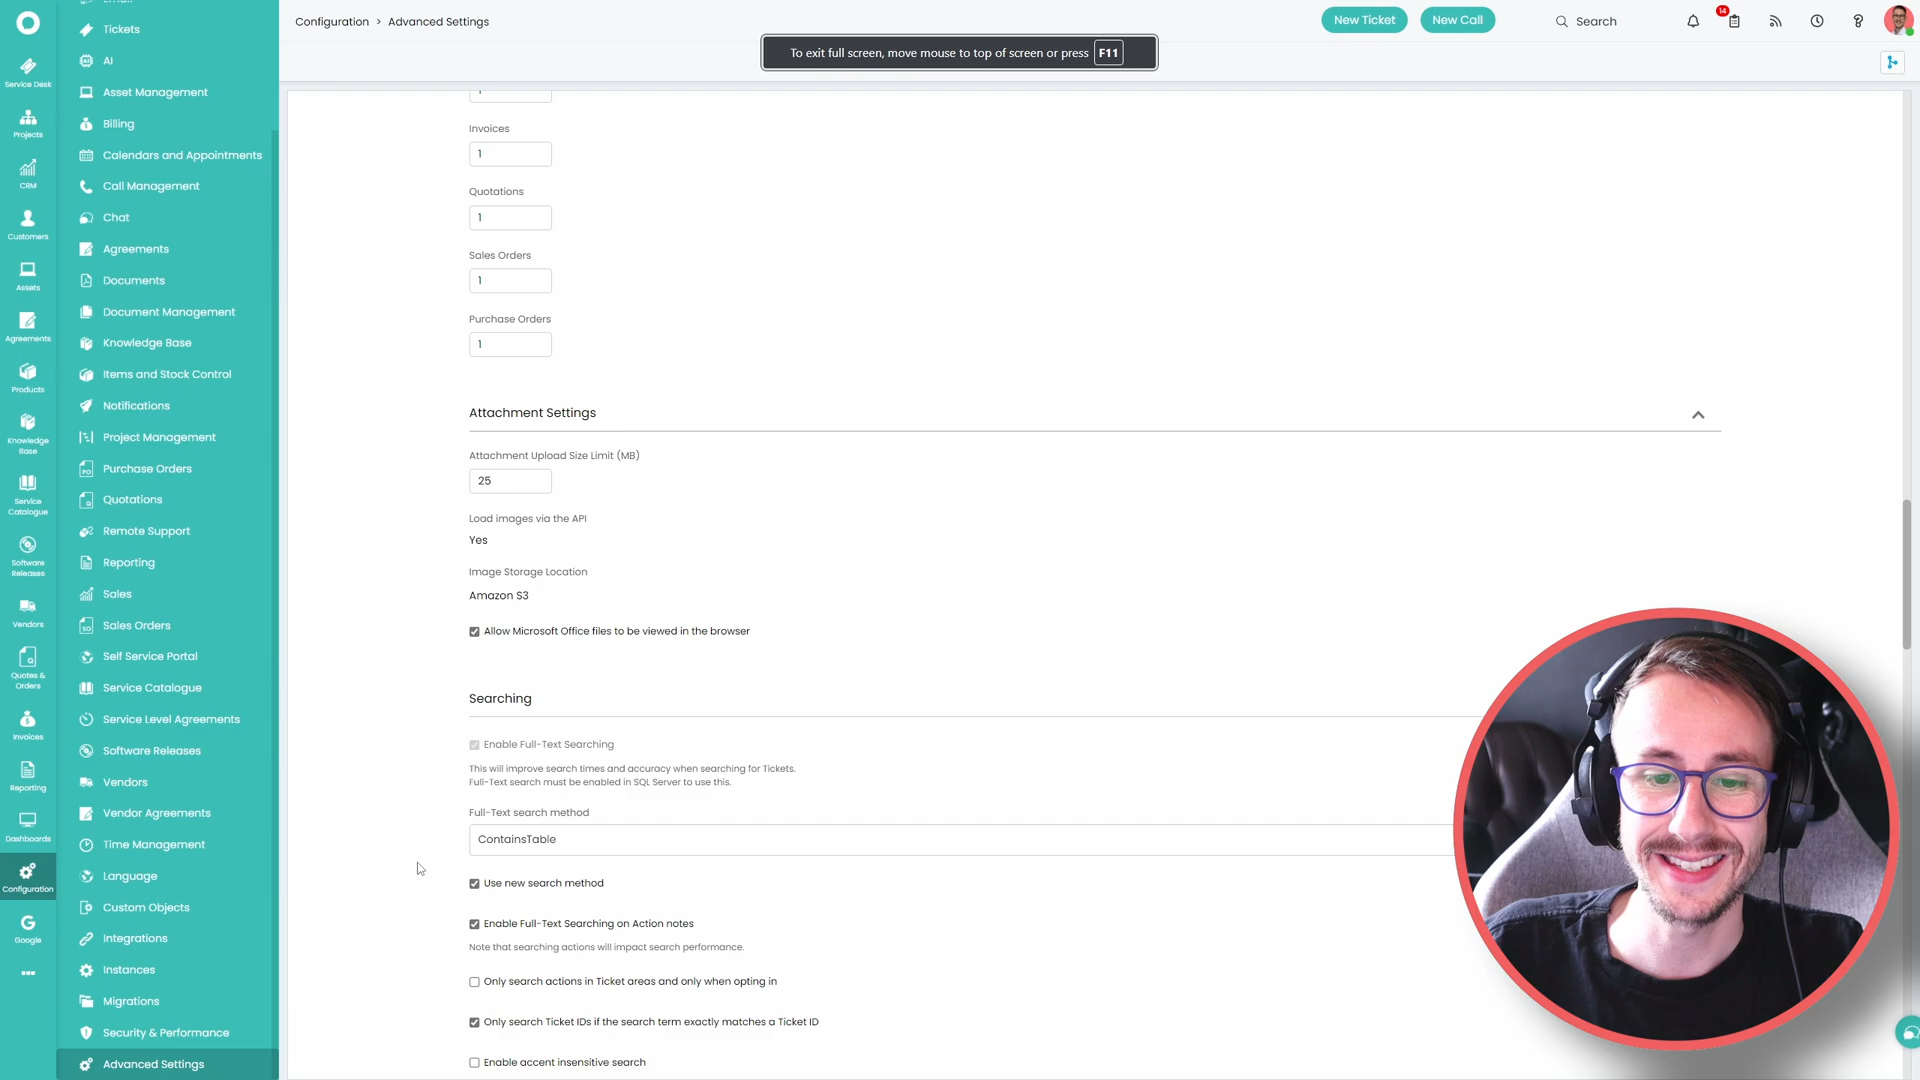 Configuration > Advanced Settings
New Ticket
New Call
Search
14
To exit full screen, move mouse to top of screen or press F11
Service Desk
Projects
CRM
Customers
Assets
Agreements
Products
Knowledge
Base
Service
Catalogue
Software
Releases
Vendors
Quotes &
Orders
Invoices
Reporting
Dashboards
Configuration
Google
Tickets
AI
Asset Management
Billing
Calendars and Appointments
Call Management
Chat
Agreements
Documents
Document Management
Knowledge Base
Items and Stock Control
Notifications
Project Management
Purchase Orders
Quotations
Remote Support
Reporting
Sales
Sales Orders
Self Service Portal
Service Catalogue
Service Level Agreements
Software Releases
Vendors
Vendor Agreements
Time Management
Language
Custom Objects
Integrations
Instances
Migrations
Security & Performance
Advanced Settings
Invoices
1
Quotations
1
Sales Orders
1
Purchase Orders
1
Attachment Settings
Attachment Upload Size Limit (MB)
25
Load images via the API
Yes
Image Storage Location
Amazon S3
Allow Microsoft Office files to be viewed in the browser
Searching
Enable Full-Text Searching
This will improve search times and accuracy when searching for Tickets.
Full-Text search must be enabled in SQL Server to use this.
Full-Text search method
ContainsTable
Use new search method
Enable Full-Text Searching on Action notes
Note that searching actions will impact search performance.
Only search actions in Ticket areas and only when opting in
Only search Ticket IDs if the search term exactly matches a Ticket ID
Enable accent insensitive search